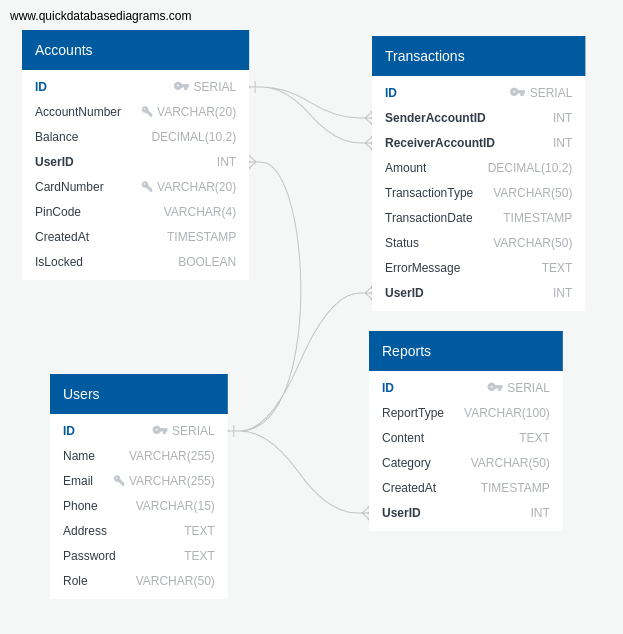 www.quickdatabasediagrams.com
Accounts
ID SERIAL
AccountNumber VARCHAR(20)
Balance DECIMAL(10,2)
UserID INT
CardNumber VARCHAR(20)
PinCode VARCHAR(4)
CreatedAt TIMESTAMP
IsLocked BOOLEAN
Transactions
ID SERIAL
SenderAccountID INT
ReceiverAccountID INT
Amount DECIMAL(10,2)
TransactionType VARCHAR(50)
TransactionDate TIMESTAMP
Status VARCHAR(50)
ErrorMessage TEXT
UserID INT
Users
ID SERIAL
Name VARCHAR(255)
Email VARCHAR(255)
Phone VARCHAR(15)
Address TEXT
Password TEXT
Role VARCHAR(50)
Reports
ID SERIAL
ReportType VARCHAR(100)
Content TEXT
Category VARCHAR(50)
CreatedAt TIMESTAMP
UserID INT